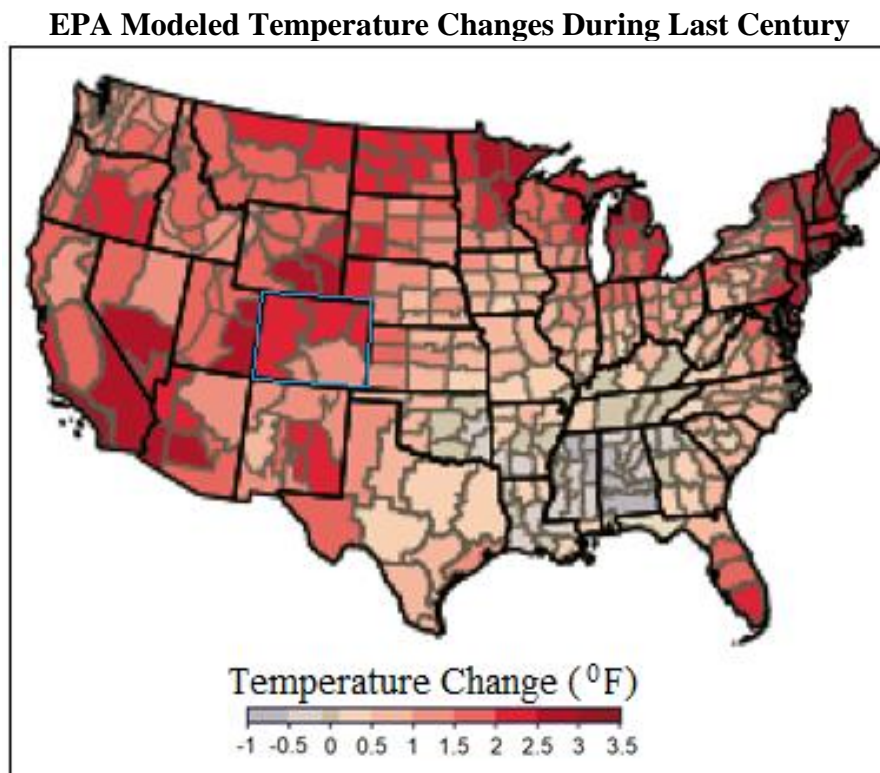 EPA Modeled Temperature Changes During Last Century
Temperature Change (⁰F)
-1 -0.5 0 0.5 1 1.5 2 2.5 3 3.5